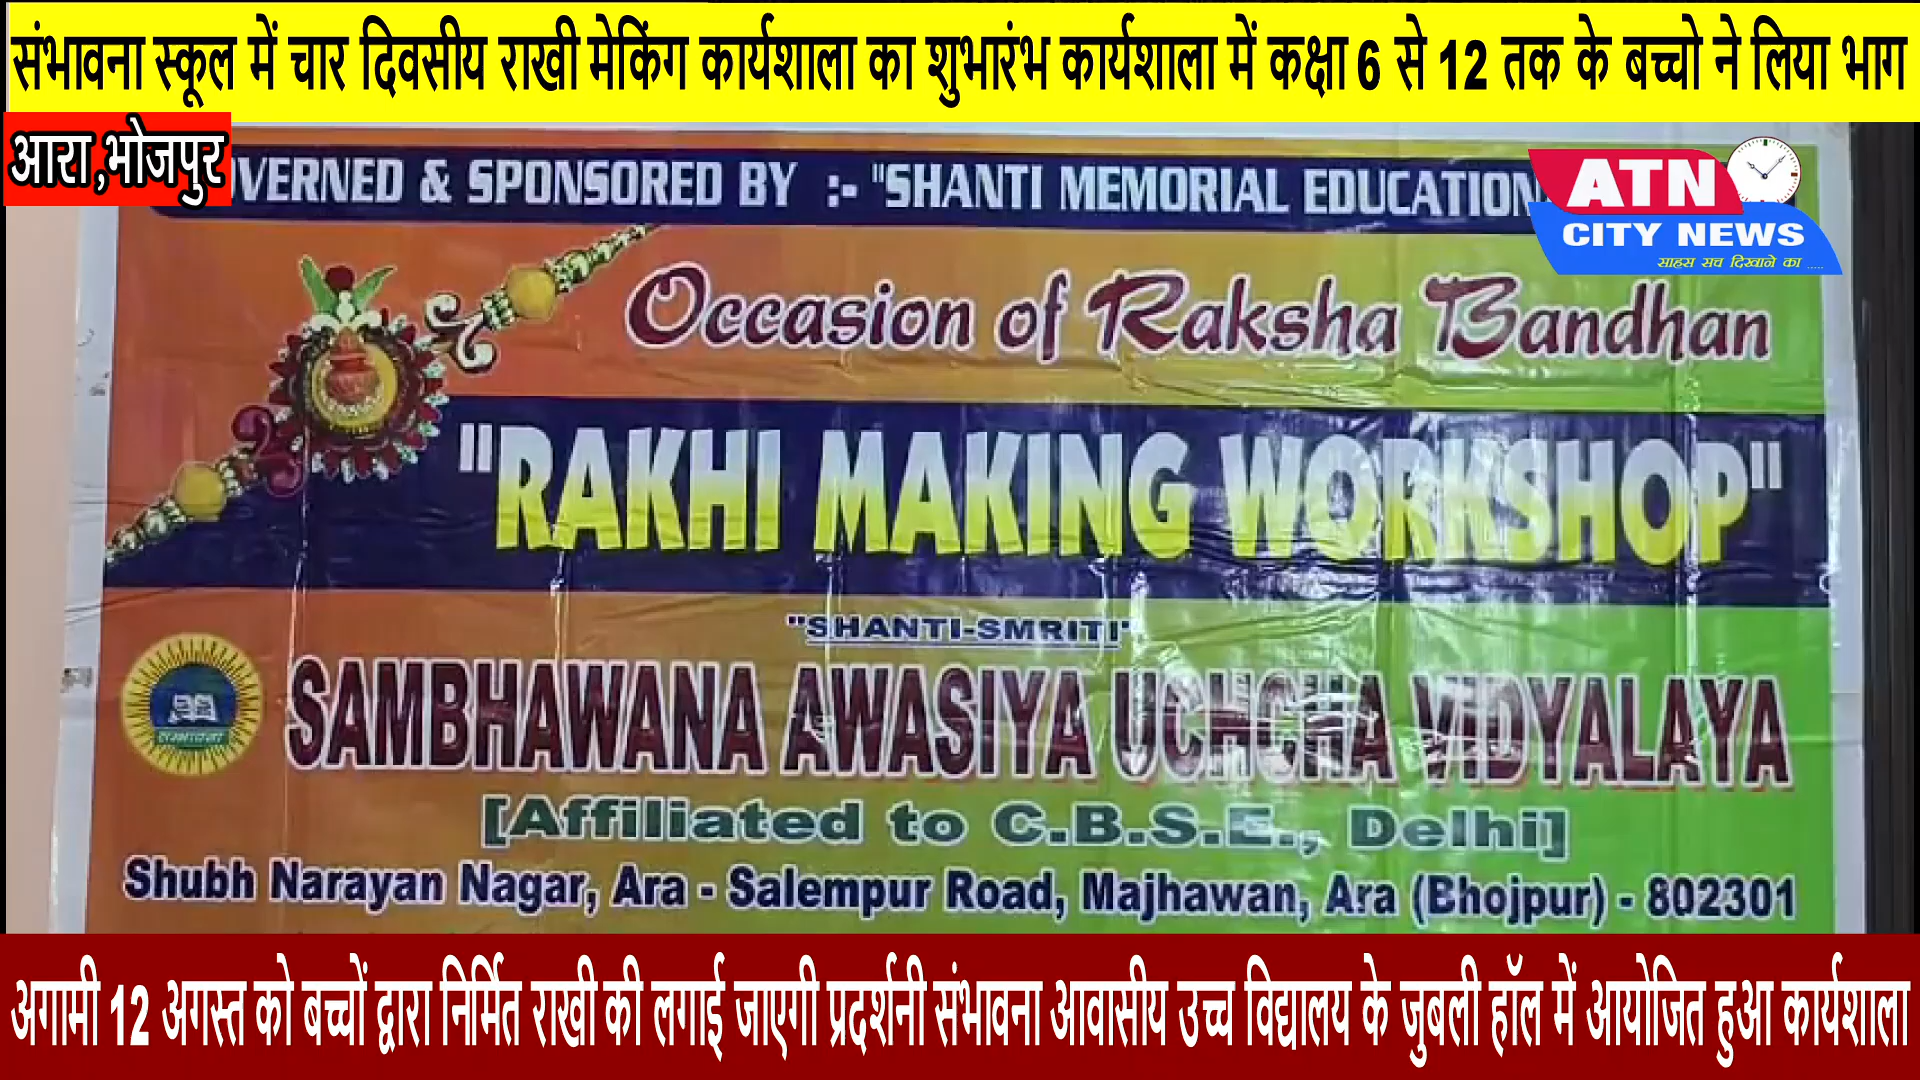 संभावना स्कूल में चार दिवसीय राखी मेकिंग कार्यशाला का शुभारंभ कार्यशाला में कक्षा 6 से 12 तक के बच्चो ने लिया भाग
आरा,भोजपुर
VERNED & SPONSORED BY :- "SHANTI MEMORIAL EDUCATION
ATN
CITY NEWS
साहस सच दिखाने का .....
Occasion of Raksha Bandhan
"RAKHI MAKING WORKSHOP"
"SHANTI-SMRITI"
सम्भावना
SAMBHAWANA AWASIYA UCHCHA VIDYALAYA
[Affiliated to C.B.S.E., Delhi]
Shubh Narayan Nagar, Ara - Salempur Road, Majhawan, Ara (Bhojpur) - 802301
अगामी 12 अगस्त को बच्चों द्वारा निर्मित राखी की लगाई जाएगी प्रदर्शनी संभावना आवासीय उच्च विद्यालय के जुबली हॉल में आयोजित हुआ कार्यशाला